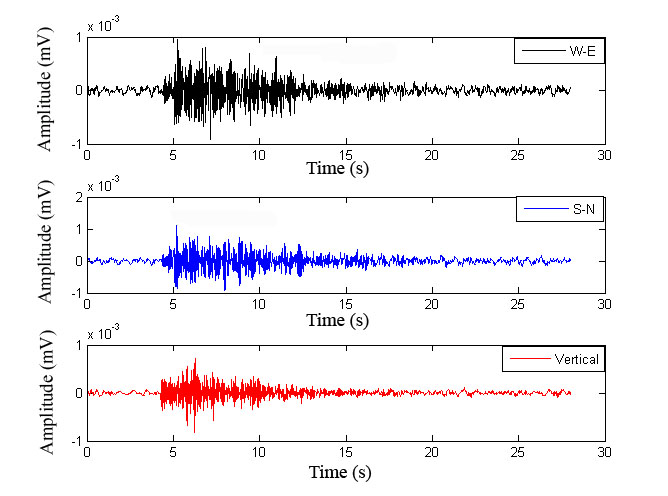 x 10-3
1
0
-1
Amplitude (mV)
W-E
0 5 10 15 20 25 30
Time (s)
x 10-3
2
1
0
-1
Amplitude (mV)
S-N
0 5 10 15 20 25 30
Time (s)
x 10-3
1
0
-1
Amplitude (mV)
Vertical
0 5 10 15 20 25 30
Time (s)